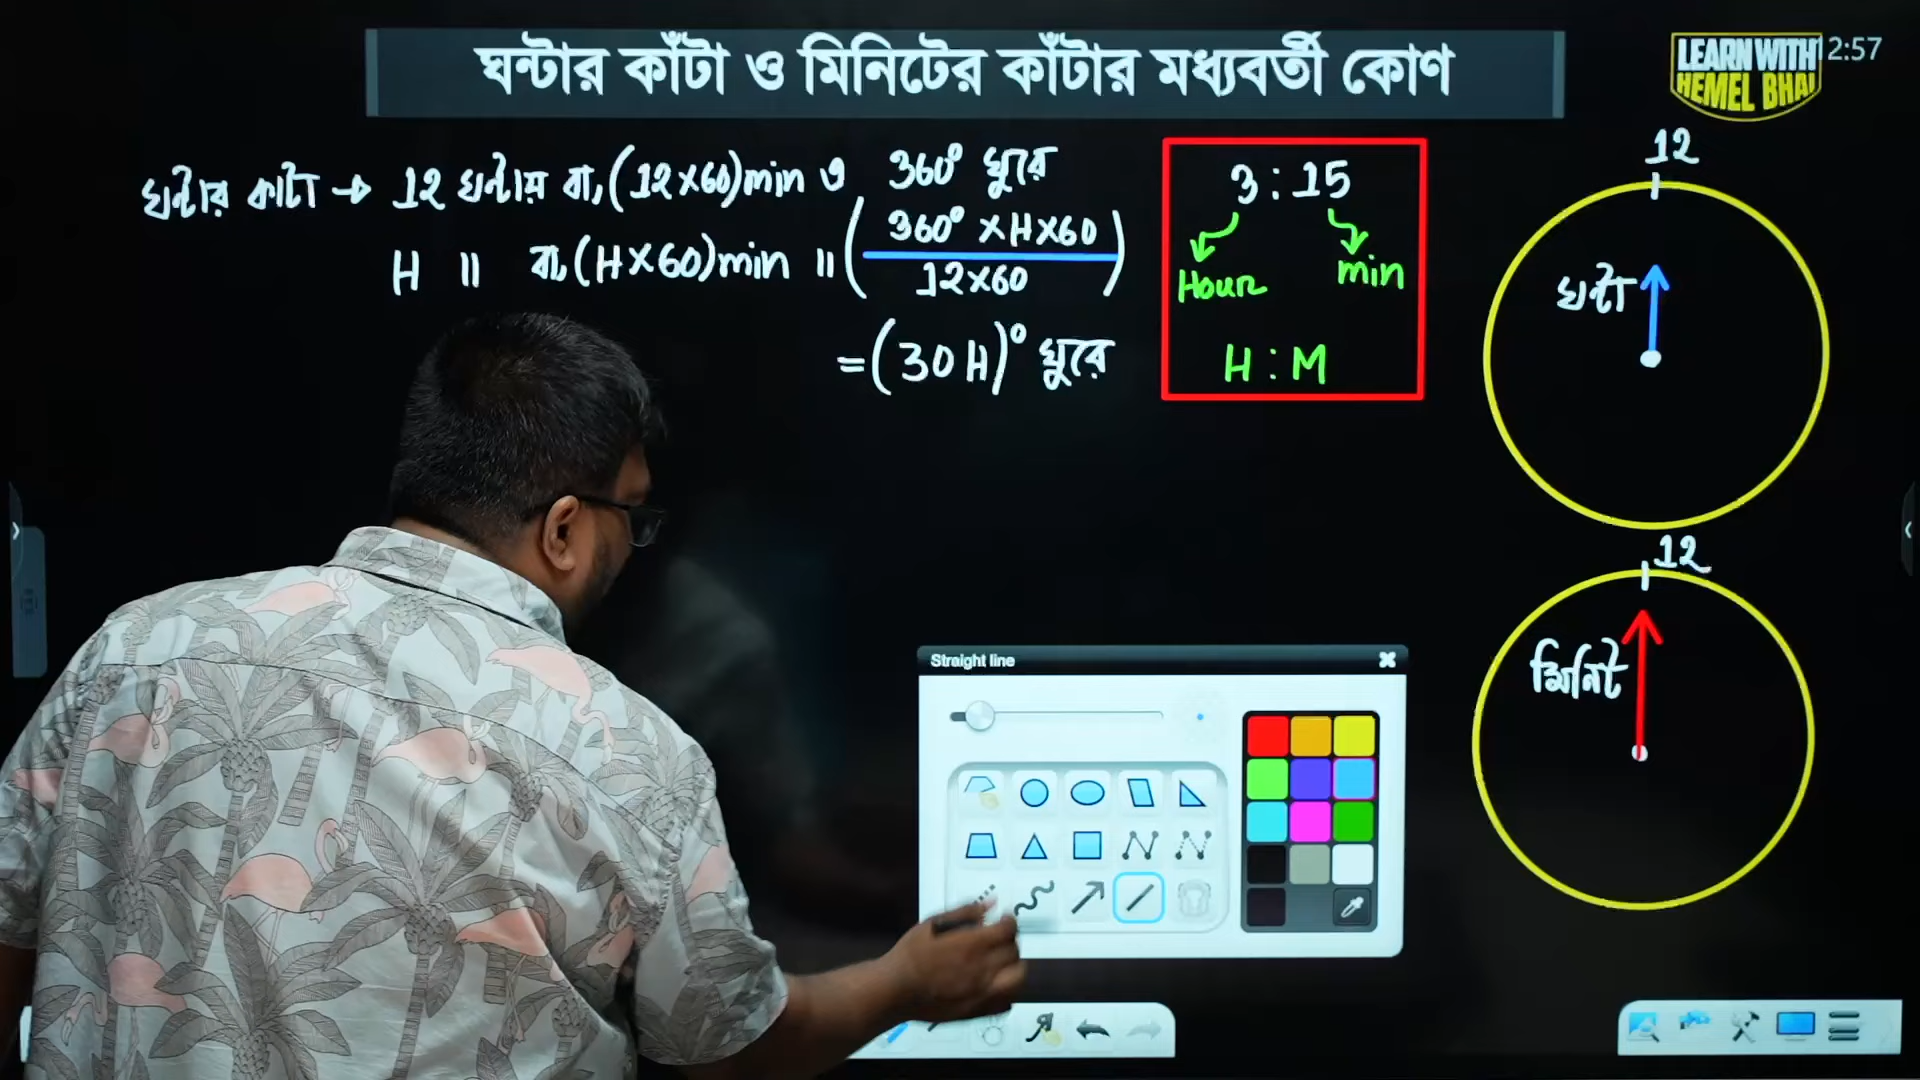 ঘন্টার কাঁটা ও মিনিটের কাঁটার মধ্যবর্তী কোণ
LEARN WITH
HEMEL BHAI
2:57
ঘন্টার কাটা → 12 ঘন্টায় বা, (12×60)min এ 360° ঘুরে
H " বা, (H×60)min " (360° × H×60 / 12×60)
= (30 H)° ঘুরে
3 : 15
Hour min
H : M
12
ঘন্টা
12
মিনিট
Straight line